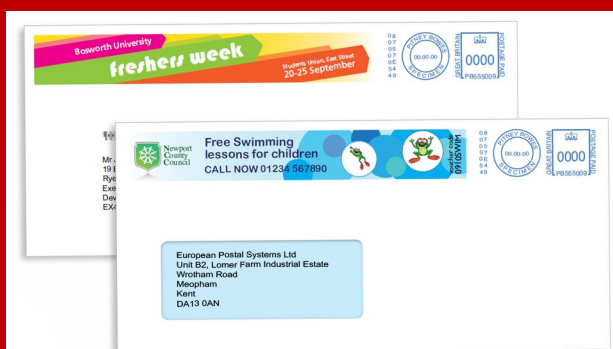 Bosworth University
freshers week
Students Union, East Street
20-25 September
08
07
05
0E
54
49
PITNEY BOWES
00.00.00
SPECIMEN
GREAT BRITAIN
0000
PB555009
POSTAGE PAID
Mr
19
Rye
Exe
Dev
EX4
Newport
County
Council
Free Swimming
lessons for children
CALL NOW 01234 567890
voucher code
0910SWIM
08
07
07
0E
54
49
PITNEY BOWES
00.00.00
SPECIMEN
GREAT BRITAIN
0000
PB555009
POSTAGE PAID
European Postal Systems Ltd
Unit B2, Lomer Farm Industrial Estate
Wrotham Road
Meopham
Kent
DA13 0AN